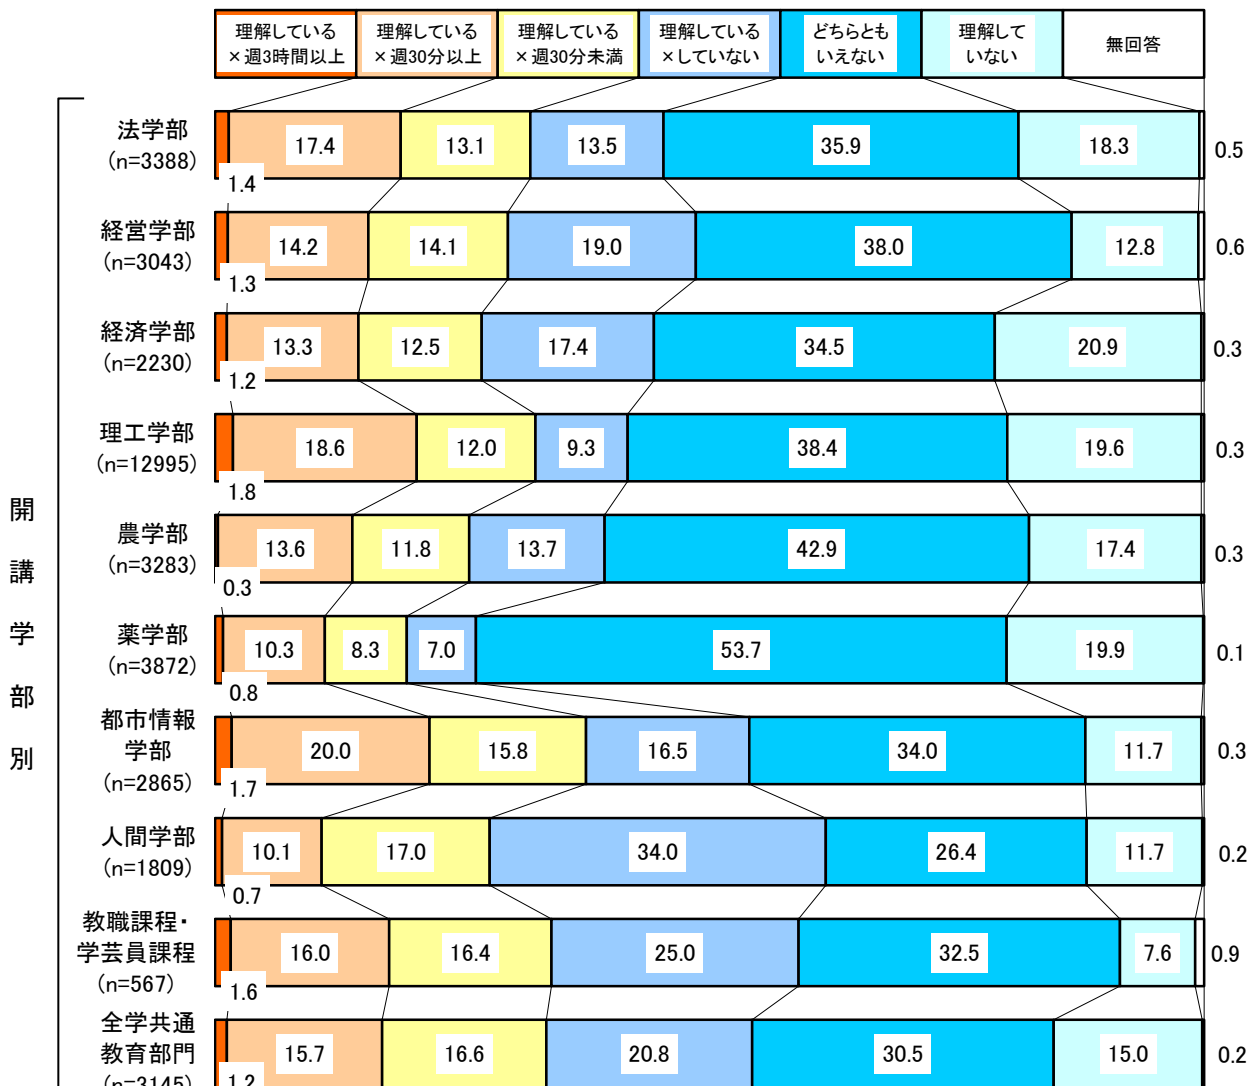 理解している
×週3時間以上
理解している
×週30分以上
理解している
×週30分未満
理解している
×していない
どちらとも
いえない
理解して
いない
無回答
開講学部別
法学部
(n=3388)
1.4
17.4
13.1
13.5
35.9
18.3
0.5
経営学部
(n=3043)
1.3
14.2
14.1
19.0
38.0
12.8
0.6
経済学部
(n=2230)
1.2
13.3
12.5
17.4
34.5
20.9
0.3
理工学部
(n=12995)
1.8
18.6
12.0
9.3
38.4
19.6
0.3
農学部
(n=3283)
0.3
13.6
11.8
13.7
42.9
17.4
0.3
薬学部
(n=3872)
0.8
10.3
8.3
7.0
53.7
19.9
0.1
都市情報
学部
(n=2865)
1.7
20.0
15.8
16.5
34.0
11.7
0.3
人間学部
(n=1809)
0.7
10.1
17.0
34.0
26.4
11.7
0.2
教職課程・
学芸員課程
(n=567)
1.6
16.0
16.4
25.0
32.5
7.6
0.9
全学共通
教育部門
(n=3145)
1.2
15.7
16.6
20.8
30.5
15.0
0.2